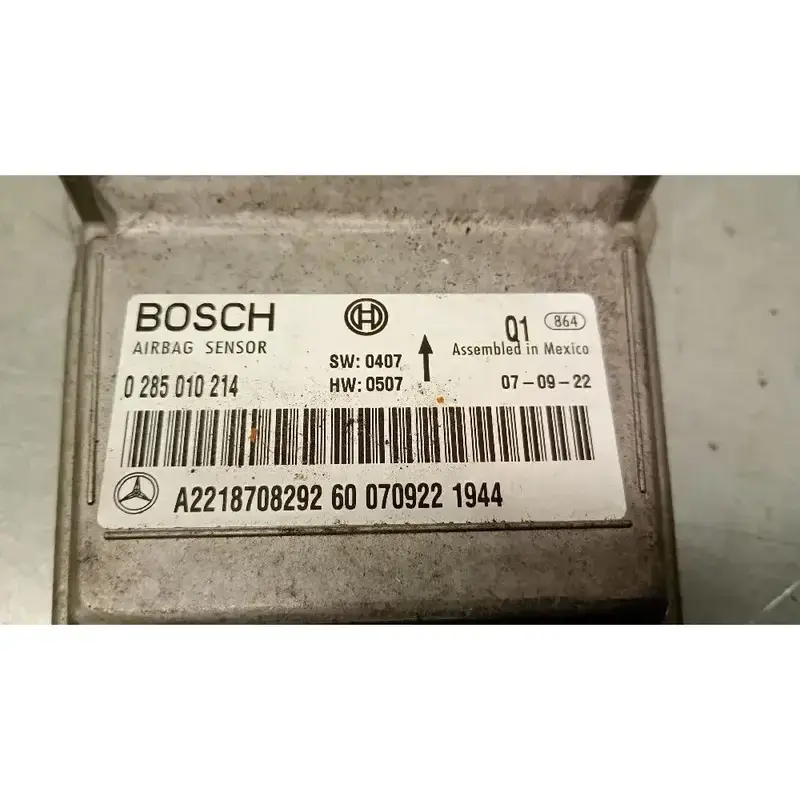 BOSCH
Q1 864
AIRBAG SENSOR
SW: 0407
Assembled in Mexico
0 285 010 214
HW: 0507
07-09-22
A2218708292 60 070922 1944